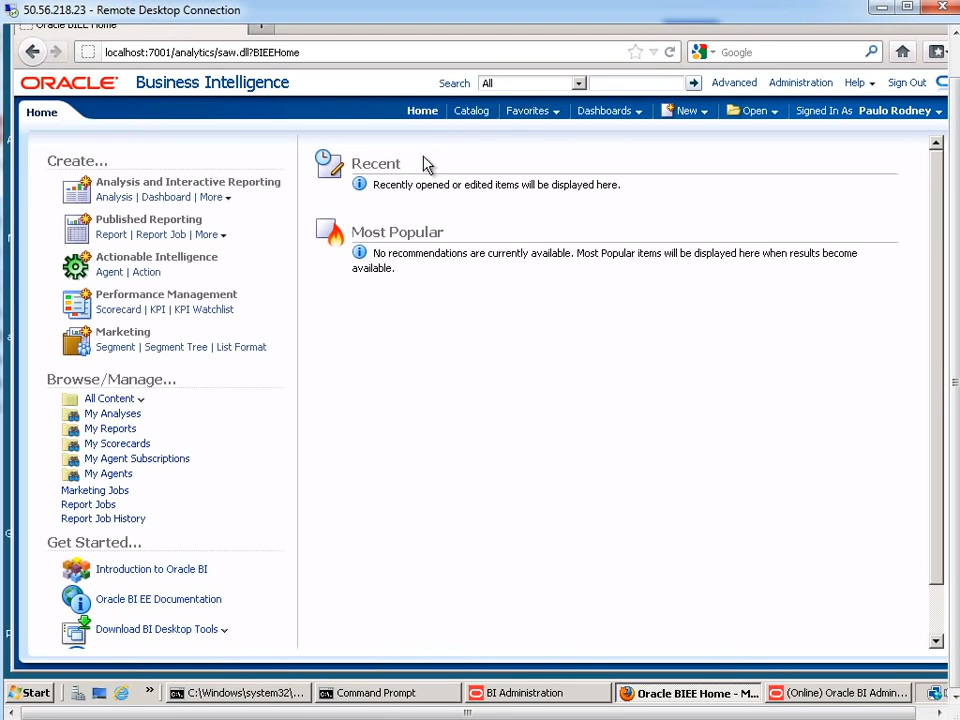 50.56.218.23 - Remote Desktop Connection
Oracle BIEE Home
localhost:7001/analytics/saw.dll?BIEEHome
Google
ORACLE Business Intelligence
Search All Advanced Administration Help Sign Out
Home
Home Catalog Favorites Dashboards New Open Signed In As Paulo Rodney
Create...
Analysis and Interactive Reporting
Analysis | Dashboard | More
Published Reporting
Report | Report Job | More
Actionable Intelligence
Agent | Action
Performance Management
Scorecard | KPI | KPI Watchlist
Marketing
Segment | Segment Tree | List Format
Browse/Manage...
All Content
My Analyses
My Reports
My Scorecards
My Agent Subscriptions
My Agents
Marketing Jobs
Report Jobs
Report Job History
Get Started...
Introduction to Oracle BI
Oracle BI EE Documentation
Download BI Desktop Tools
Recent
Recently opened or edited items will be displayed here.
Most Popular
No recommendations are currently available. Most Popular items will be displayed here when results become
available.
Start
C:\Windows\system32\...
Command Prompt
BI Administration
Oracle BIEE Home - M...
(Online) Oracle BI Admin...